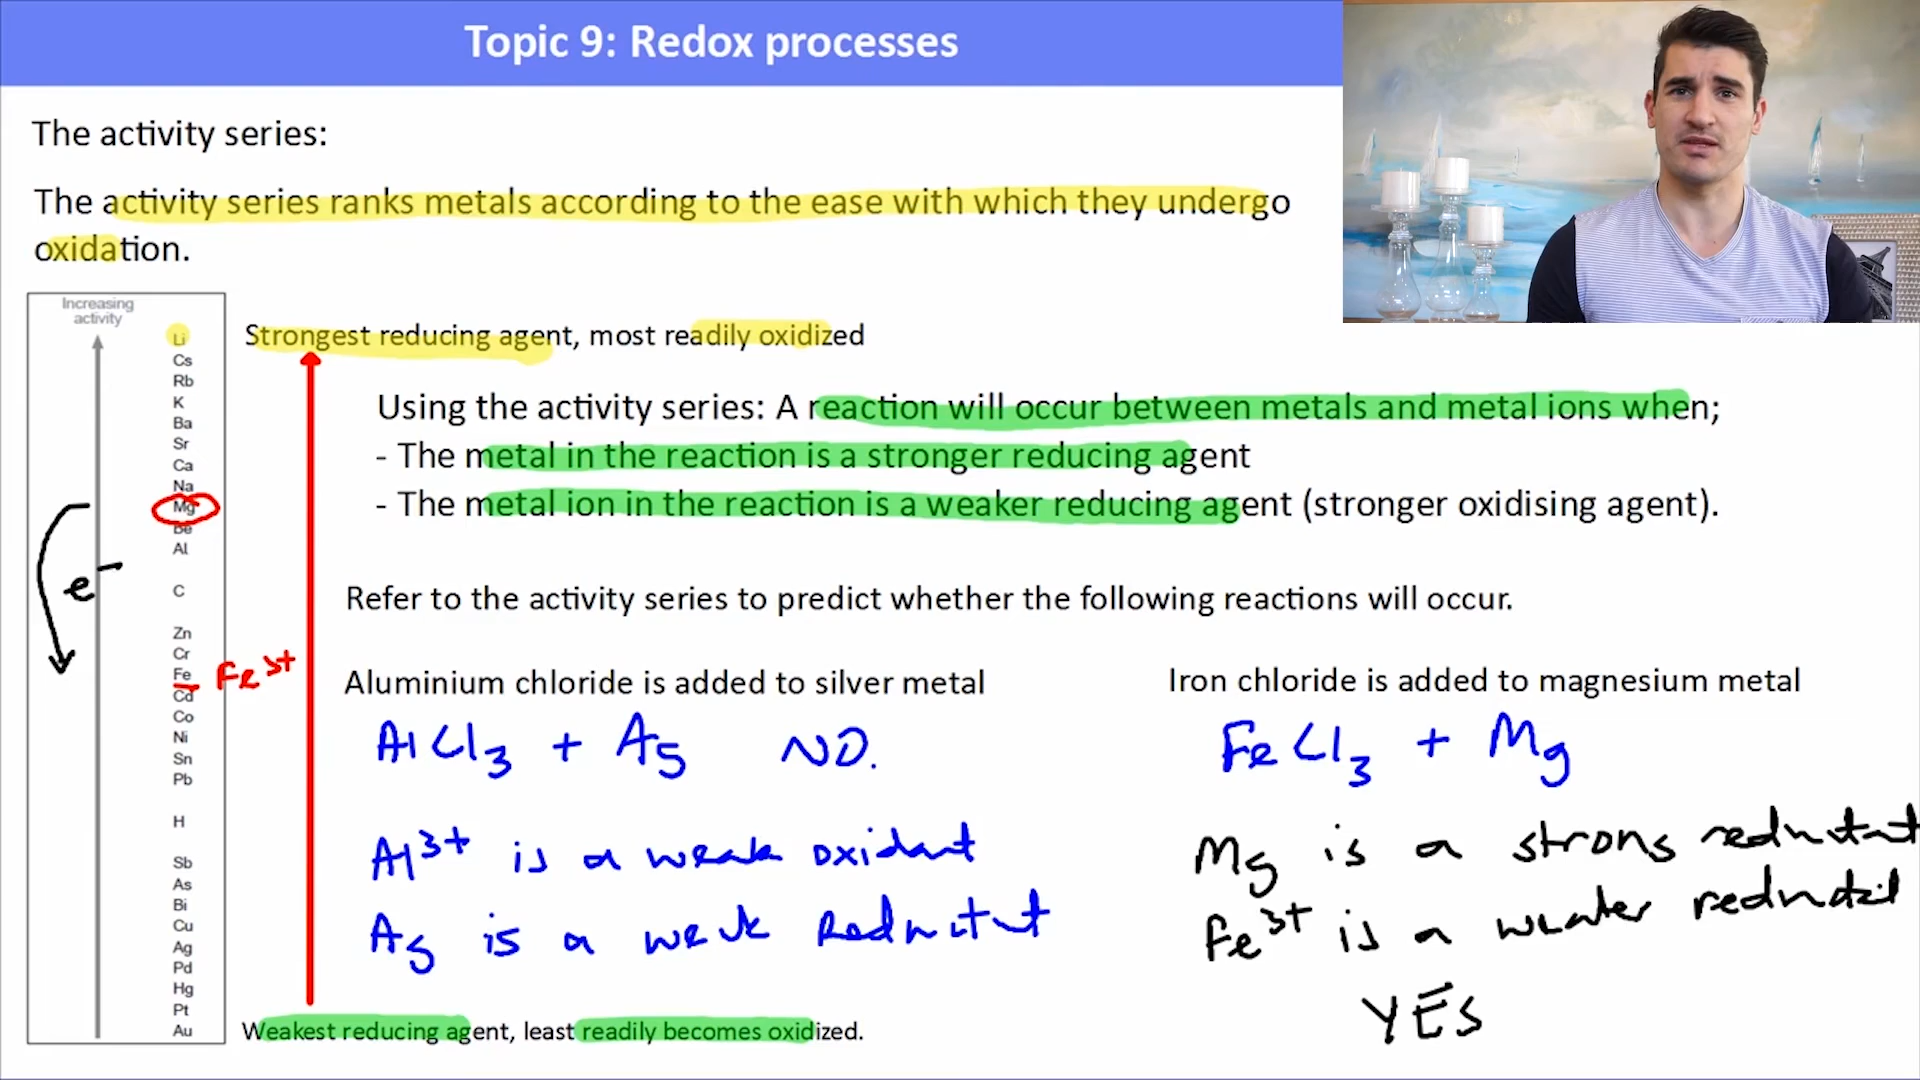 Topic 9: Redox processes
The activity series:
The activity series ranks metals according to the ease with which they undergo
oxidation.
Increasing
activity
Li
Cs
Rb
K
Ba
Sr
Ca
Na
Mg
Be
Al
C
Zn
Cr
Fe
Cd
Co
Ni
Sn
Pb
H
Sb
As
Bi
Cu
Ag
Pd
Hg
Pt
Au
e⁻
Fe³⁺
Strongest reducing agent, most readily oxidized
Using the activity series: A reaction will occur between metals and metal ions when;
- The metal in the reaction is a stronger reducing agent
- The metal ion in the reaction is a weaker reducing agent (stronger oxidising agent).
Refer to the activity series to predict whether the following reactions will occur.
Aluminium chloride is added to silver metal
AlCl₃ + Ag NO.
Al³⁺ is a weak oxidant
Ag is a weak Reductant
Iron chloride is added to magnesium metal
FeCl₃ + Mg
Mg is a strong reductant
Fe³⁺ is a weaker reductant
YES
Weakest reducing agent, least readily becomes oxidized.